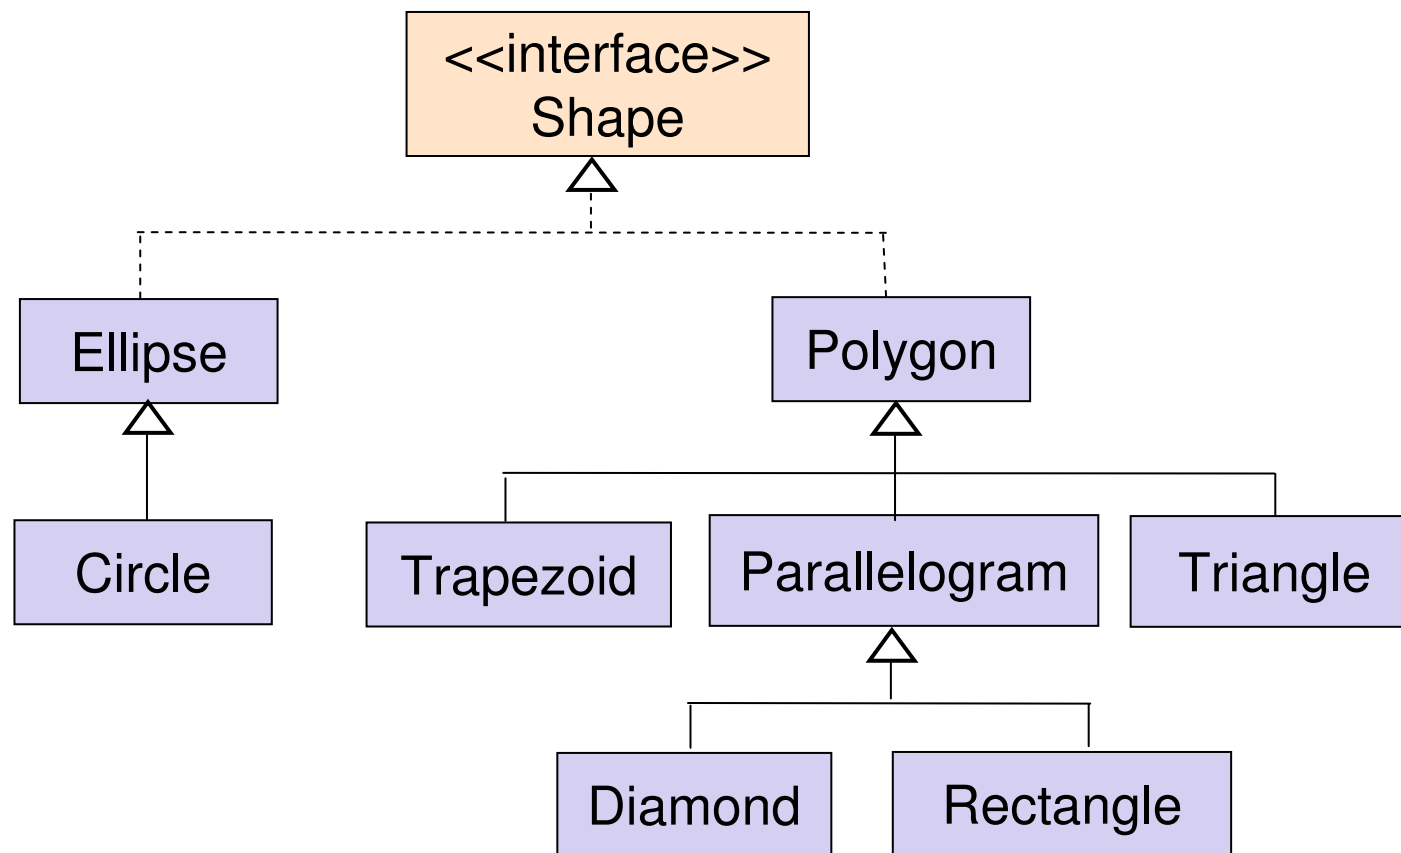 <<interface>>
Shape
Ellipse
Polygon
Circle
Trapezoid
Parallelogram
Triangle
Diamond
Rectangle